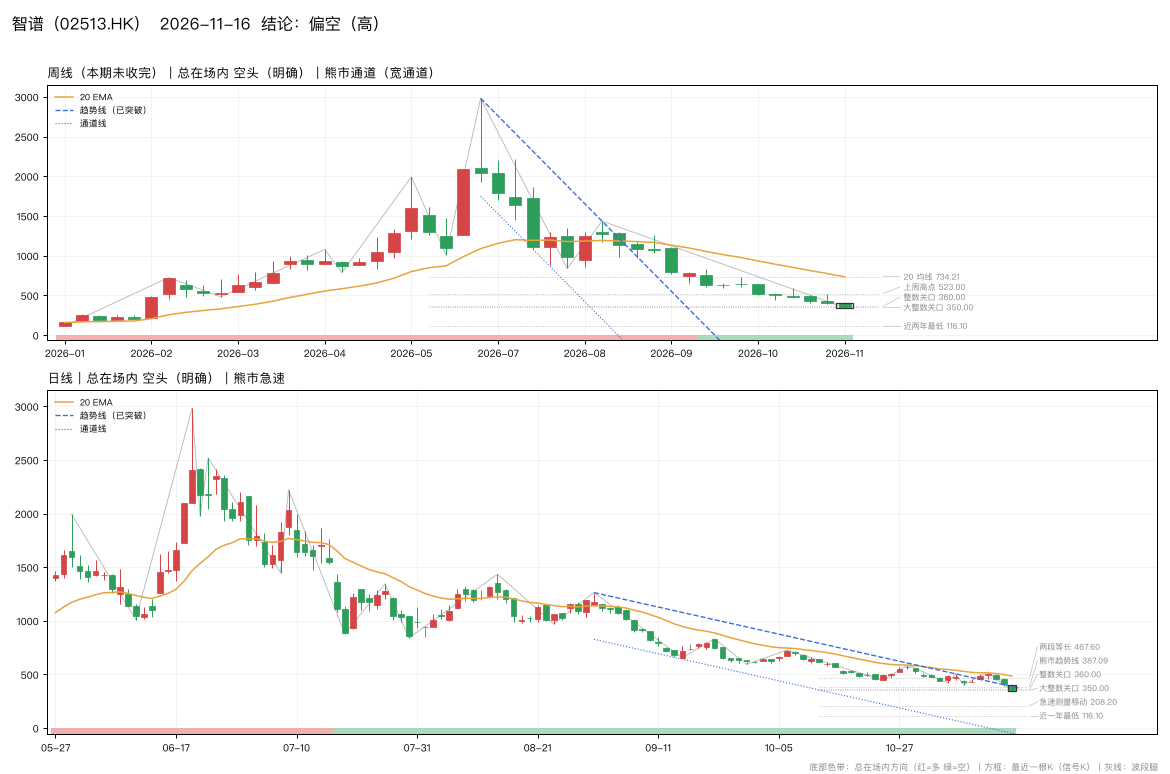 智谱（02513.HK） 2026-11-16 结论：偏空（高）
周线（本期未收完）｜总在场内 空头（明确）｜熊市通道（宽通道）
20 EMA
趋势线（已突破）
通道线
3000
2500
2000
1500
1000
500
0
20 均线 734.21
上周高点 523.00
整数关口 360.00
大整数关口 350.00
近两年最低 116.10
2026-01 2026-02 2026-03 2026-04 2026-05 2026-07 2026-08 2026-09 2026-10 2026-11
日线｜总在场内 空头（明确）｜熊市急速
20 EMA
趋势线（已突破）
通道线
3000
2500
2000
1500
1000
500
0
两段等长 467.60
熊市趋势线 387.09
整数关口 360.00
大整数关口 350.00
急速测量移动 208.20
近一年最低 116.10
05-27 06-17 07-10 07-31 08-21 09-11 10-05 10-27
底部色带：总在场内方向（红=多 绿=空）｜方框：最近一根K（信号K）｜灰线：波段腿